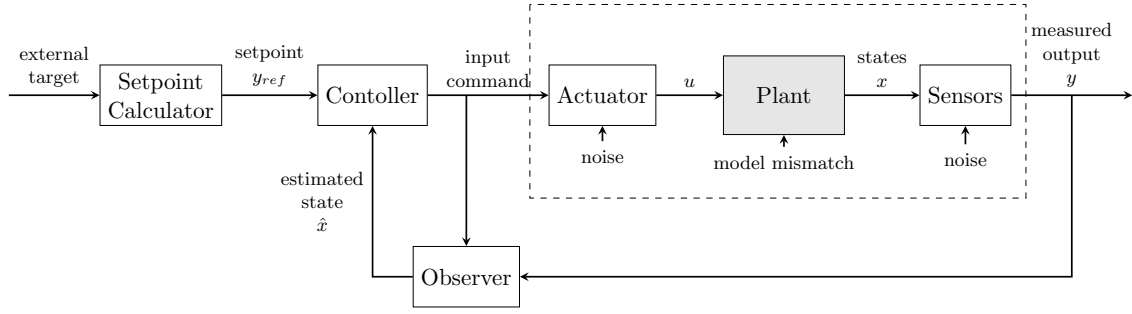 external
target
Setpoint
Calculator
setpoint
y_ref
Contoller
input
command
Actuator
noise
u
Plant
model mismatch
states
x
Sensors
noise
measured
output
y
estimated
state
x̂
Observer